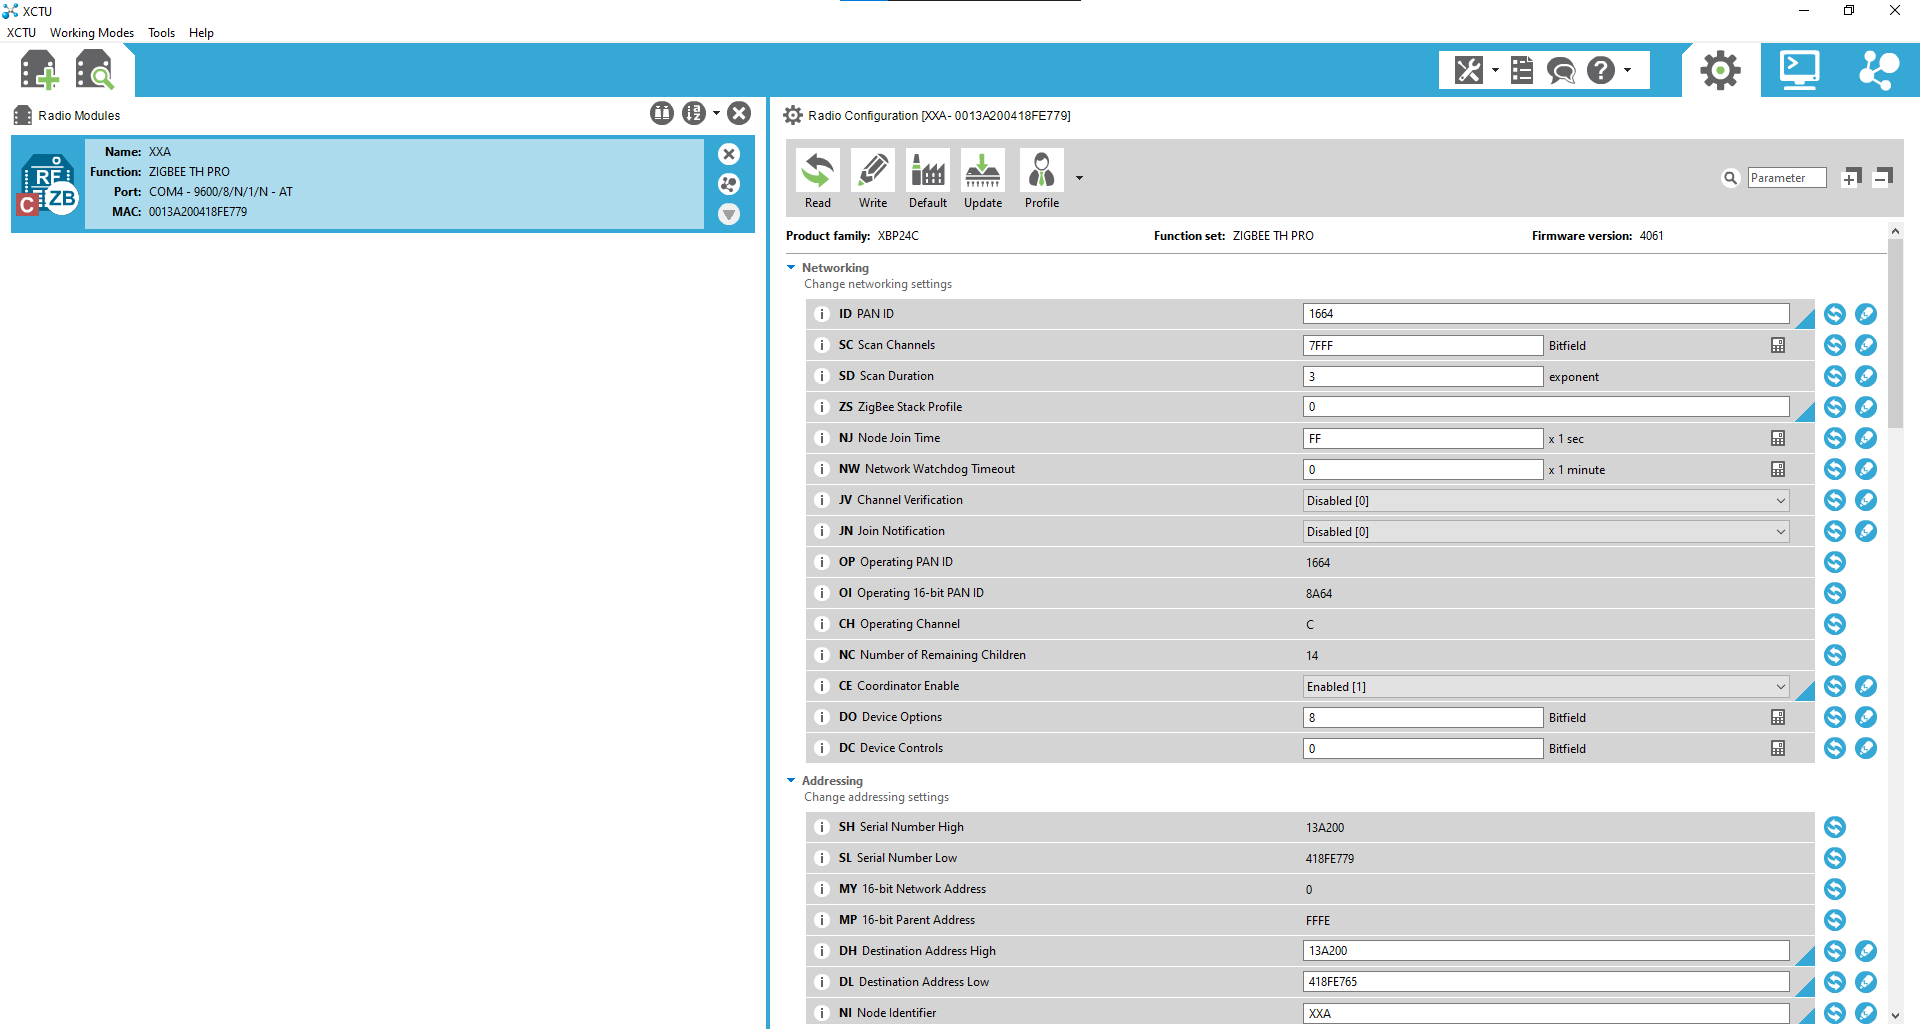 XCTU
XCTU Working Modes Tools Help
Radio Modules
Name: XXA
Function: ZIGBEE TH PRO
Port: COM4 - 9600/8/N/1/N - AT
MAC: 0013A200418FE779
RF
C ZB
Radio Configuration [XXA - 0013A200418FE779]
Read Write Default Update Profile
Parameter
Product family: XBP24C Function set: ZIGBEE TH PRO Firmware version: 4061
Networking
Change networking settings
i ID PAN ID 1664
i SC Scan Channels 7FFF Bitfield
i SD Scan Duration 3 exponent
i ZS ZigBee Stack Profile 0
i NJ Node Join Time FF x 1 sec
i NW Network Watchdog Timeout 0 x 1 minute
i JV Channel Verification Disabled [0]
i JN Join Notification Disabled [0]
i OP Operating PAN ID 1664
i OI Operating 16-bit PAN ID 8A64
i CH Operating Channel C
i NC Number of Remaining Children 14
i CE Coordinator Enable Enabled [1]
i DO Device Options 8 Bitfield
i DC Device Controls 0 Bitfield
Addressing
Change addressing settings
i SH Serial Number High 13A200
i SL Serial Number Low 418FE779
i MY 16-bit Network Address 0
i MP 16-bit Parent Address FFFE
i DH Destination Address High 13A200
i DL Destination Address Low 418FE765
i NI Node Identifier XXA